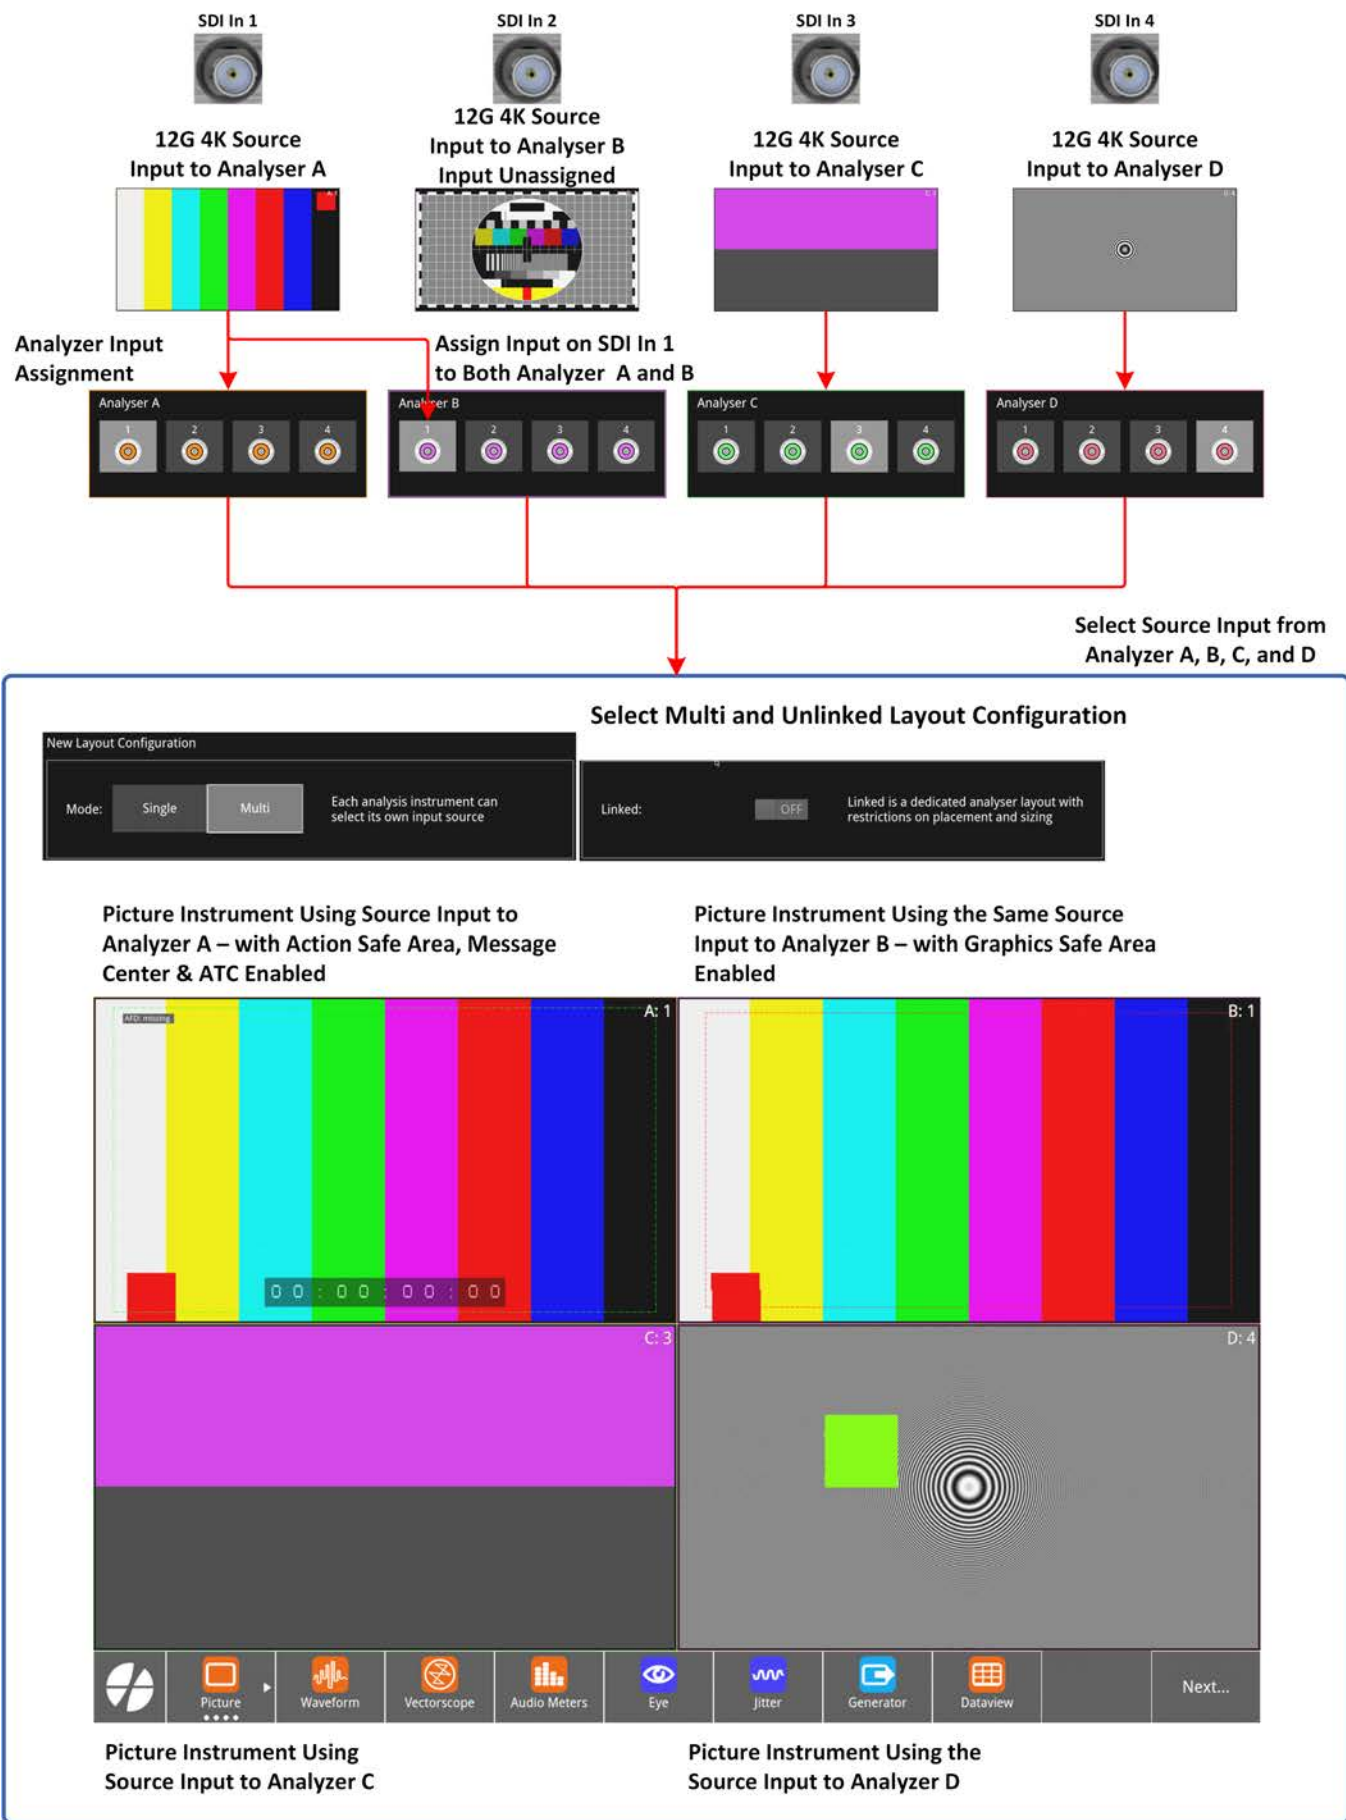 SDI In 1
SDI In 2
SDI In 3
SDI In 4
12G 4K Source
Input to Analyser A
12G 4K Source
Input to Analyser B
Input Unassigned
12G 4K Source
Input to Analyser C
12G 4K Source
Input to Analyser D
Analyzer Input
Assignment
Assign Input on SDI In 1
to Both Analyzer A and B
Analyser A
1 2 3 4
Analyser B
1 2 3 4
Analyser C
1 2 3 4
Analyser D
1 2 3 4
Select Source Input from
Analyzer A, B, C, and D
Select Multi and Unlinked Layout Configuration
New Layout Configuration
Mode: Single Multi
Each analysis instrument can
select its own input source
Linked: OFF
Linked is a dedicated analyser layout with
restrictions on placement and sizing
Picture Instrument Using Source Input to
Analyzer A – with Action Safe Area, Message
Center & ATC Enabled
Picture Instrument Using the Same Source
Input to Analyzer B – with Graphics Safe Area
Enabled
AFD: missing
A: 1
B: 1
00:00:00:00
C: 3
D: 4
Picture
Waveform
Vectorscope
Audio Meters
Eye
Jitter
Generator
Dataview
Next...
Picture Instrument Using
Source Input to Analyzer C
Picture Instrument Using the
Source Input to Analyzer D